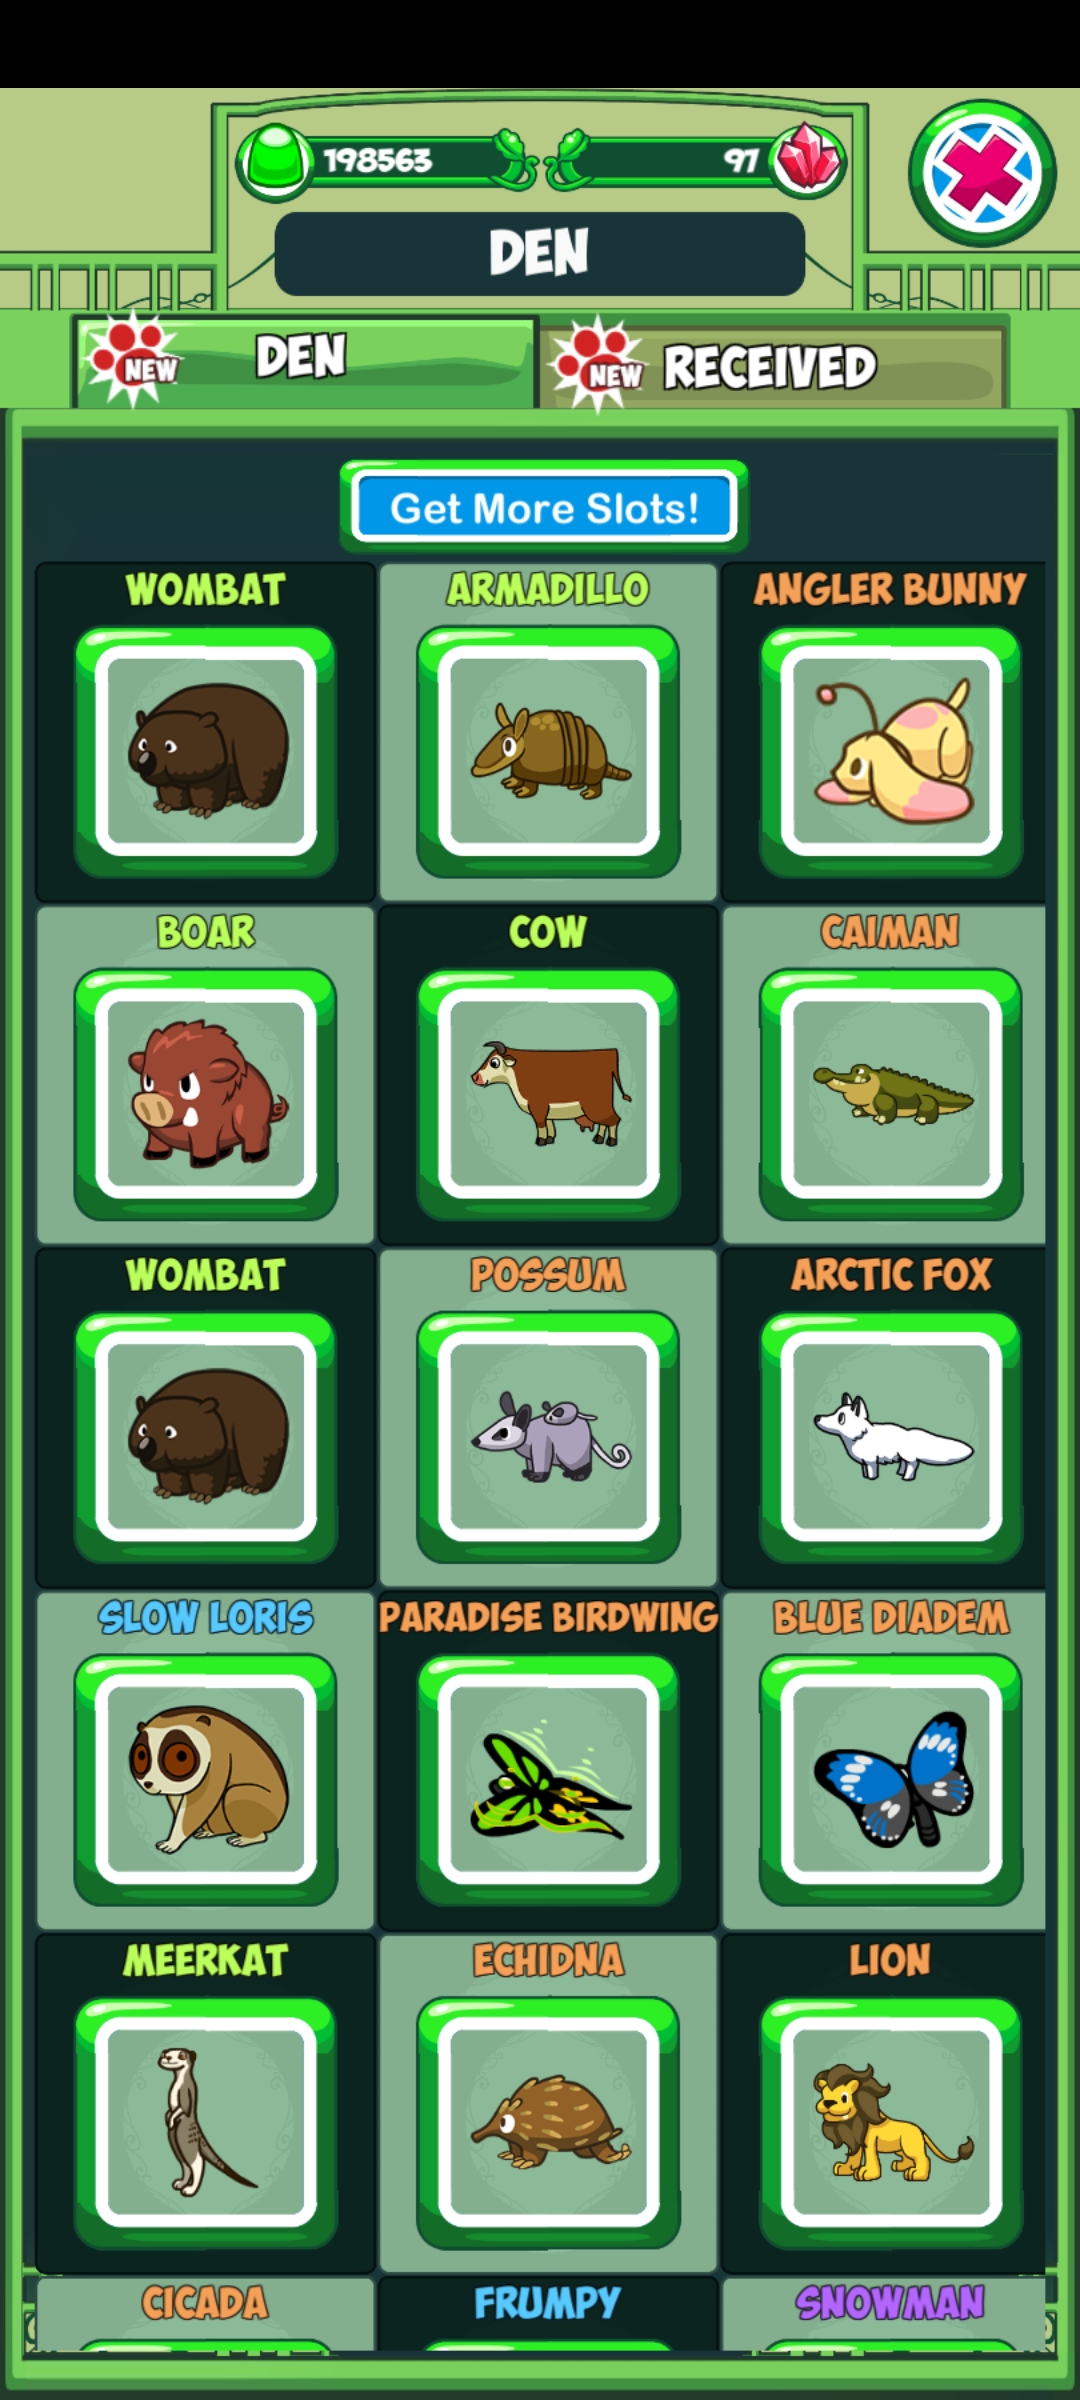 198563
97
DEN
NEW
DEN
NEW
RECEIVED
Get More Slots!
WOMBAT
ARMADILLO
ANGLER BUNNY
BOAR
COW
CAIMAN
WOMBAT
POSSUM
ARCTIC FOX
SLOW LORIS
PARADISE BIRDWING
BLUE DIADEM
MEERKAT
ECHIDNA
LION
CICADA
FRUMPY
SNOWMAN